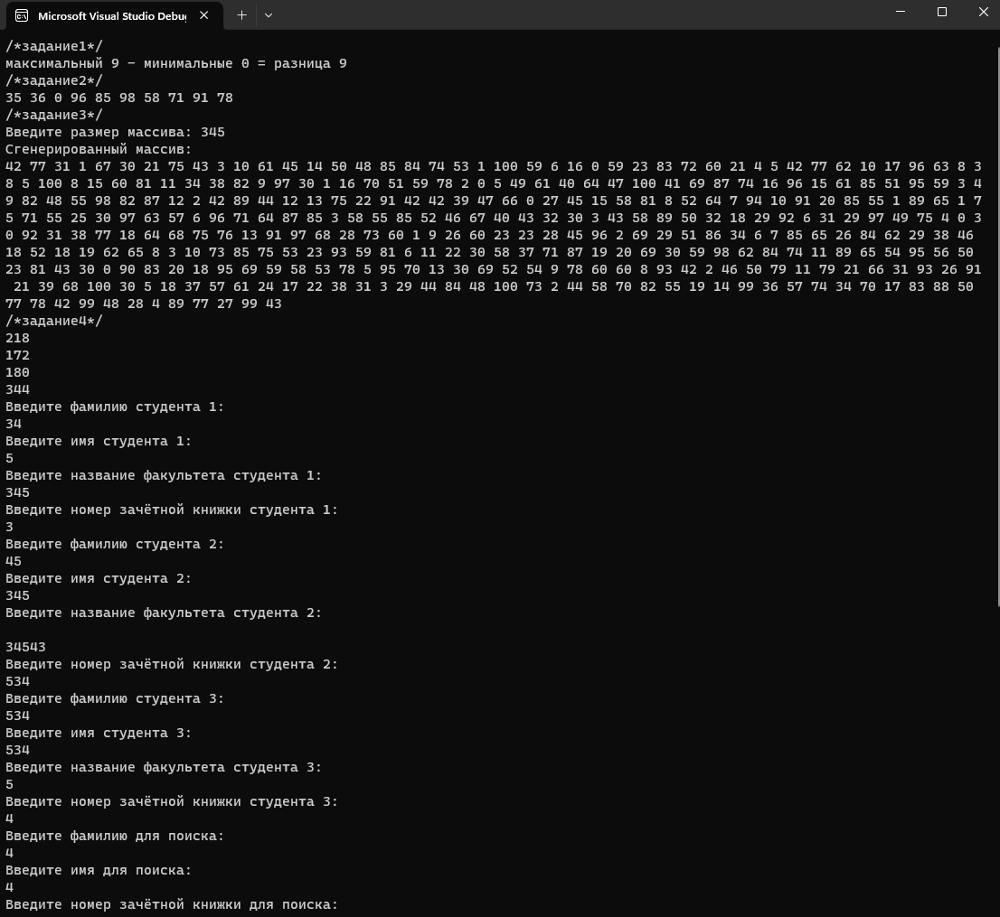 Microsoft Visual Studio Debu
/*задание1*/
максимальный 9 - минимальные 0 = разница 9
/*задание2*/
35 36 0 96 85 98 58 71 91 78
/*задание3*/
Введите размер массива: 345
Сгенерированный массив:
42 77 31 1 67 30 21 75 43 3 10 61 45 14 50 48 85 84 74 53 1 100 59 6 16 0 59 23 83 72 60 21 4 5 42 77 62 10 17 96 63 8 3
8 5 100 8 15 60 81 11 34 38 82 9 97 30 1 16 70 51 59 78 2 0 5 49 61 40 64 47 100 41 69 87 74 16 96 15 61 85 51 95 59 3 4
9 82 48 55 98 82 87 12 2 42 89 44 12 13 75 22 91 42 42 39 47 66 0 27 45 15 58 81 8 52 64 7 94 10 91 20 85 55 1 89 65 1 7
5 71 55 25 30 97 63 57 6 96 71 64 87 85 3 58 55 85 52 46 67 40 43 32 30 3 43 58 89 50 32 18 29 92 6 31 29 97 49 75 4 0 3
0 92 31 38 77 18 64 68 75 76 13 91 97 68 28 73 60 1 9 26 60 23 23 28 45 96 2 69 29 51 86 34 6 7 85 65 26 84 62 29 38 46
18 52 18 19 62 65 8 3 10 73 85 75 53 23 93 59 81 6 11 22 30 58 37 71 87 19 20 69 30 59 98 62 84 74 11 89 65 54 95 56 50
23 81 43 30 0 90 83 20 18 95 69 59 58 53 78 5 95 70 13 30 69 52 54 9 78 60 60 8 93 42 2 46 50 79 11 79 21 66 31 93 26 91
21 39 68 100 30 5 18 37 57 61 24 17 22 38 31 3 29 44 84 48 100 73 2 44 58 70 82 55 19 14 99 36 57 74 34 70 17 83 88 50
77 78 42 99 48 28 4 89 77 27 99 43
/*задание4*/
218
172
180
344
Введите фамилию студента 1:
34
Введите имя студента 1:
5
Введите название факультета студента 1:
345
Введите номер зачётной книжки студента 1:
3
Введите фамилию студента 2:
45
Введите имя студента 2:
345
Введите название факультета студента 2:
34543
Введите номер зачётной книжки студента 2:
534
Введите фамилию студента 3:
534
Введите имя студента 3:
534
Введите название факультета студента 3:
5
Введите номер зачётной книжки студента 3:
4
Введите фамилию для поиска:
4
Введите имя для поиска:
4
Введите номер зачётной книжки для поиска: